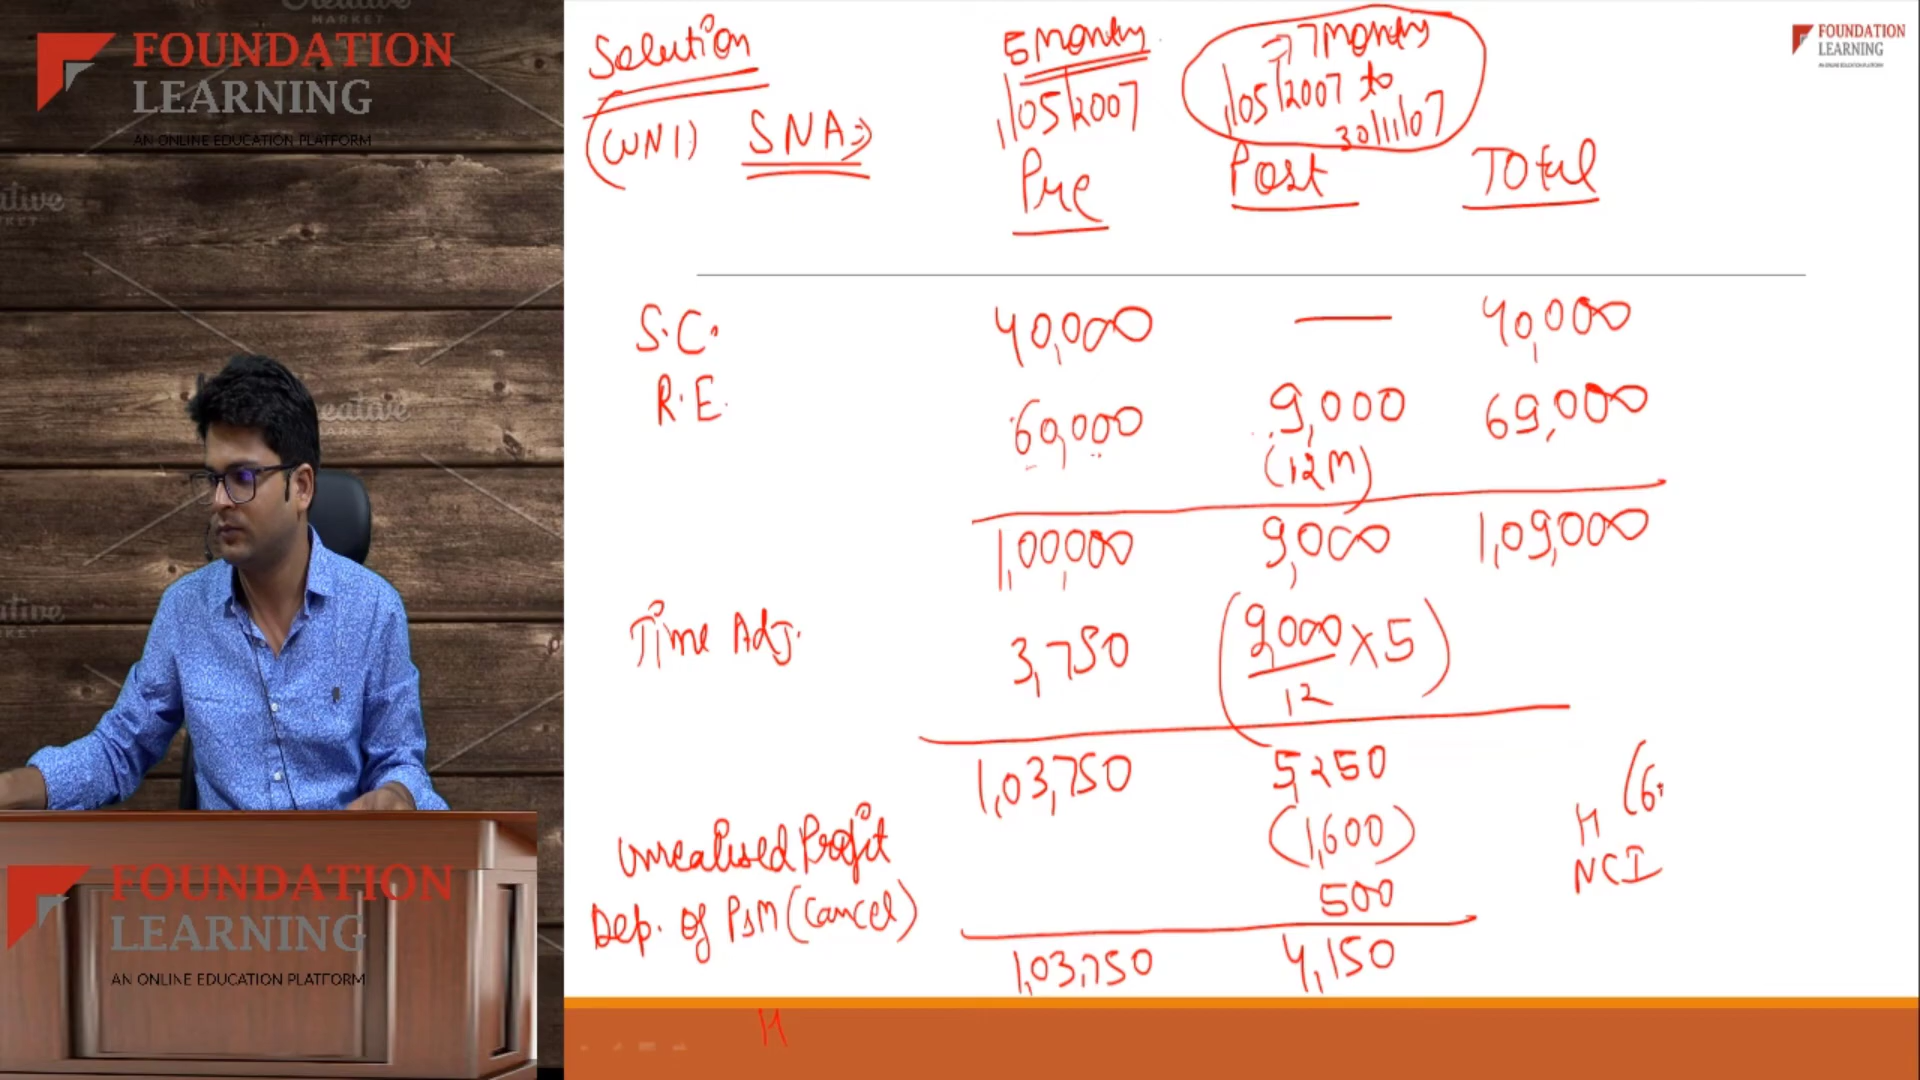 Creative
MARKET
FOUNDATION
LEARNING
AN ONLINE EDUCATION PLATFORM
FOUNDATION
LEARNING
Solution
(WN1) SNA
5 months
1/05/2007
Pre
→ 7 months
1/05/2007 to
30/11/07
Post
Total
S.C. 40,000 — 40,000
R.E. 60,000 9,000 69,000
(12M)
1,00,000 9,000 1,09,000
Time Adj. 3,750 (9,000/12 × 5)
1,03,750 5,250
Unrealised Profit (1,600)
Dep. of P&M (Cancel) 500
1,03,750 4,150
H (6
NCI
H
FOUNDATION
LEARNING
AN ONLINE EDUCATION PLATFORM